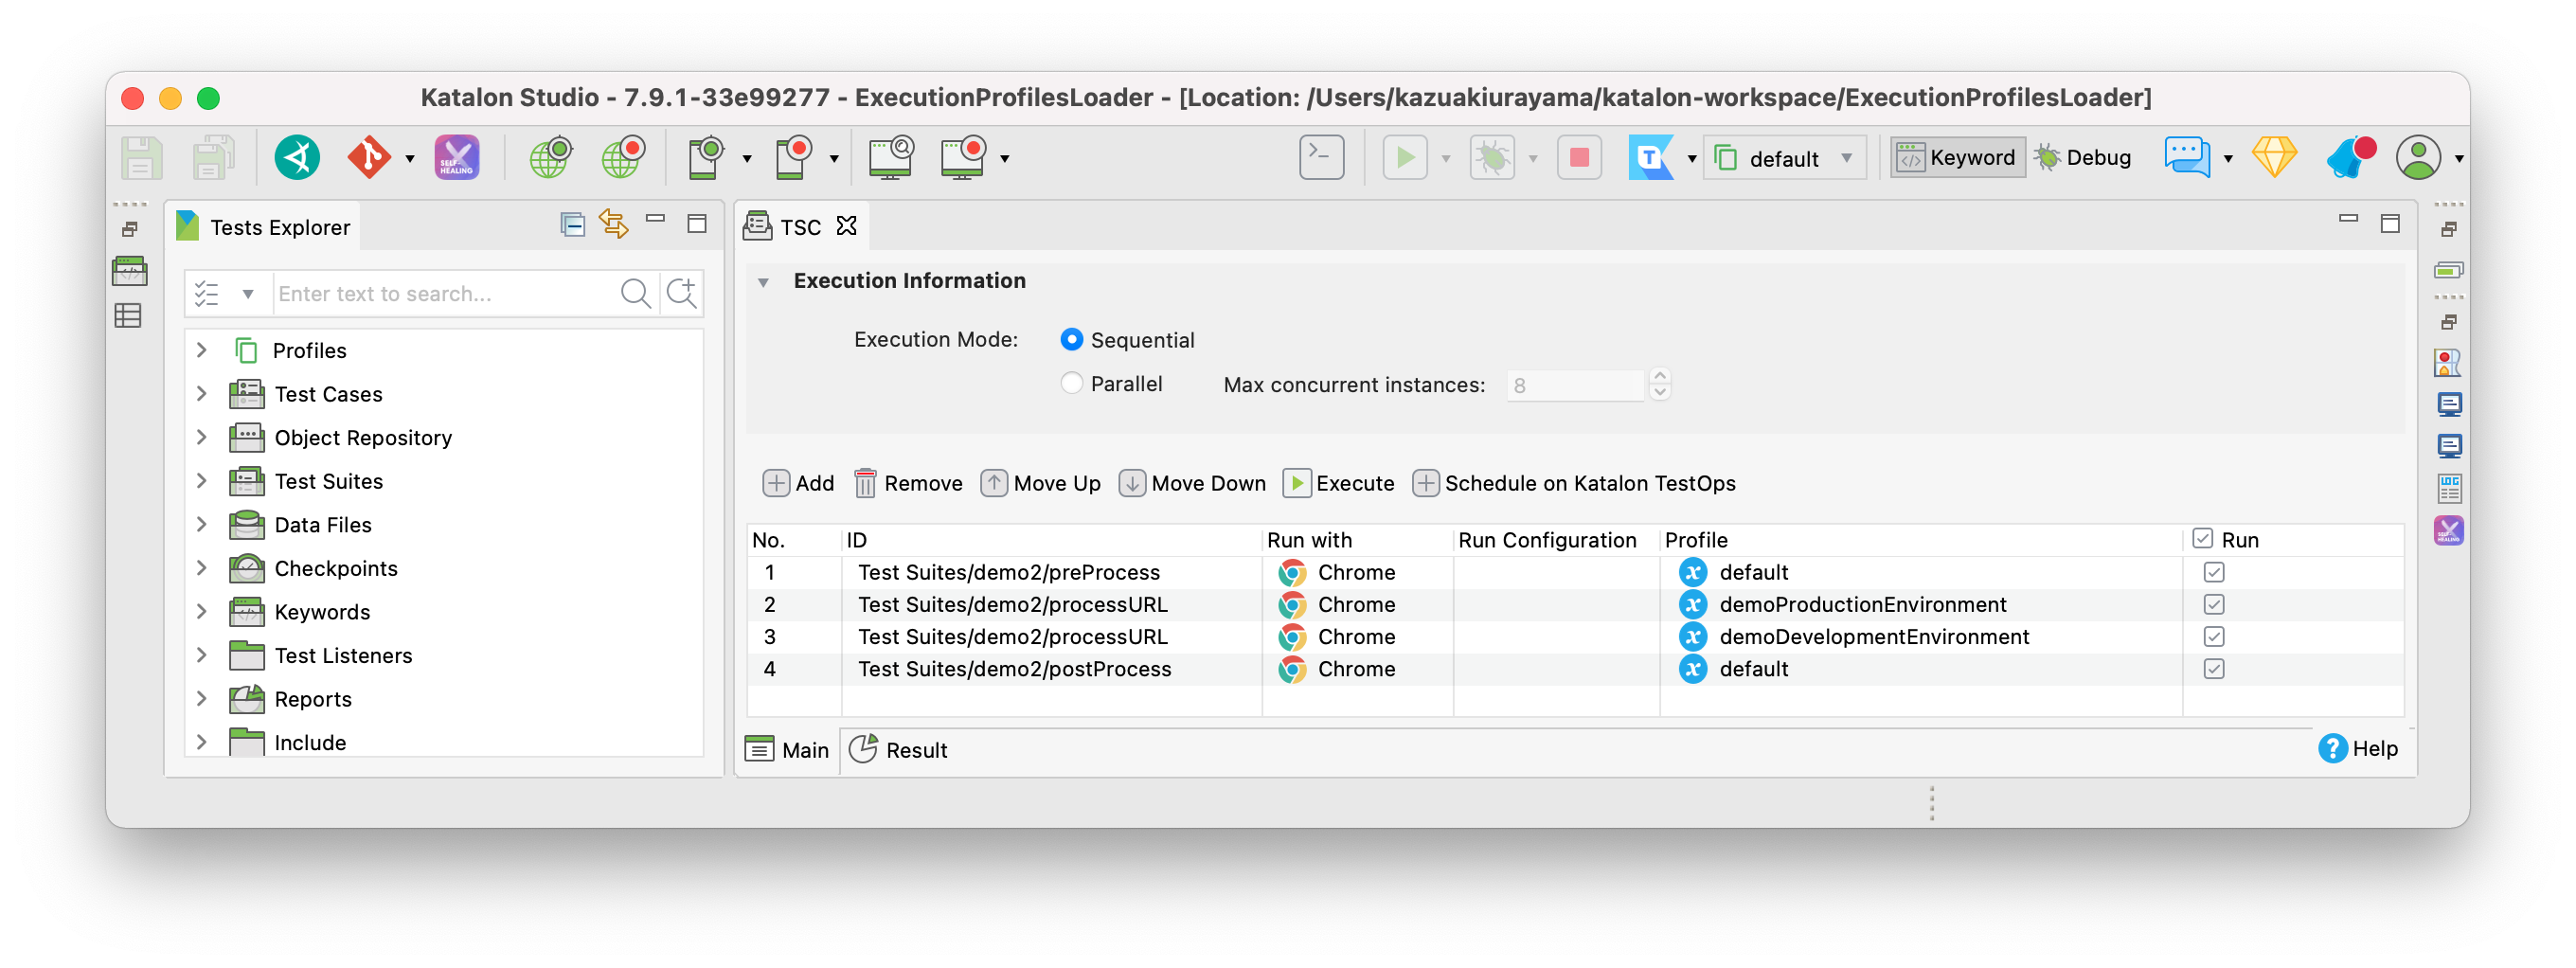 Katalon Studio - 7.9.1-33e99277 - ExecutionProfilesLoader - [Location: /Users/kazuakiurayama/katalon-workspace/ExecutionProfilesLoader]
SELF-HEALING
T default Keyword Debug
Tests Explorer
Enter text to search...
Profiles
Test Cases
Object Repository
Test Suites
Data Files
Checkpoints
Keywords
Test Listeners
Reports
Include
TSC
Execution Information
Execution Mode: Sequential
Parallel Max concurrent instances: 8
Add Remove Move Up Move Down Execute Schedule on Katalon TestOps
No. ID Run with Run Configuration Profile Run
1 Test Suites/demo2/preProcess Chrome x default
2 Test Suites/demo2/processURL Chrome x demoProductionEnvironment
3 Test Suites/demo2/processURL Chrome x demoDevelopmentEnvironment
4 Test Suites/demo2/postProcess Chrome x default
Main Result ? Help
LOG
SELF-HEALING